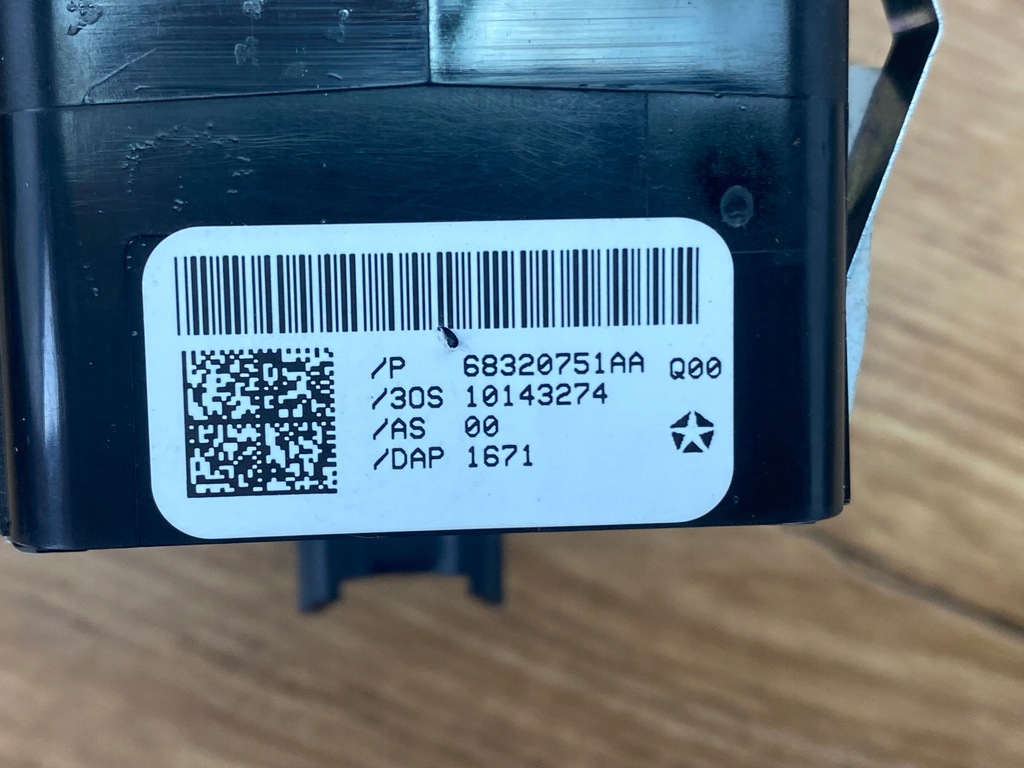 /P 68320751AA Q00
/3OS 10143274
/AS 00
/DAP 1671